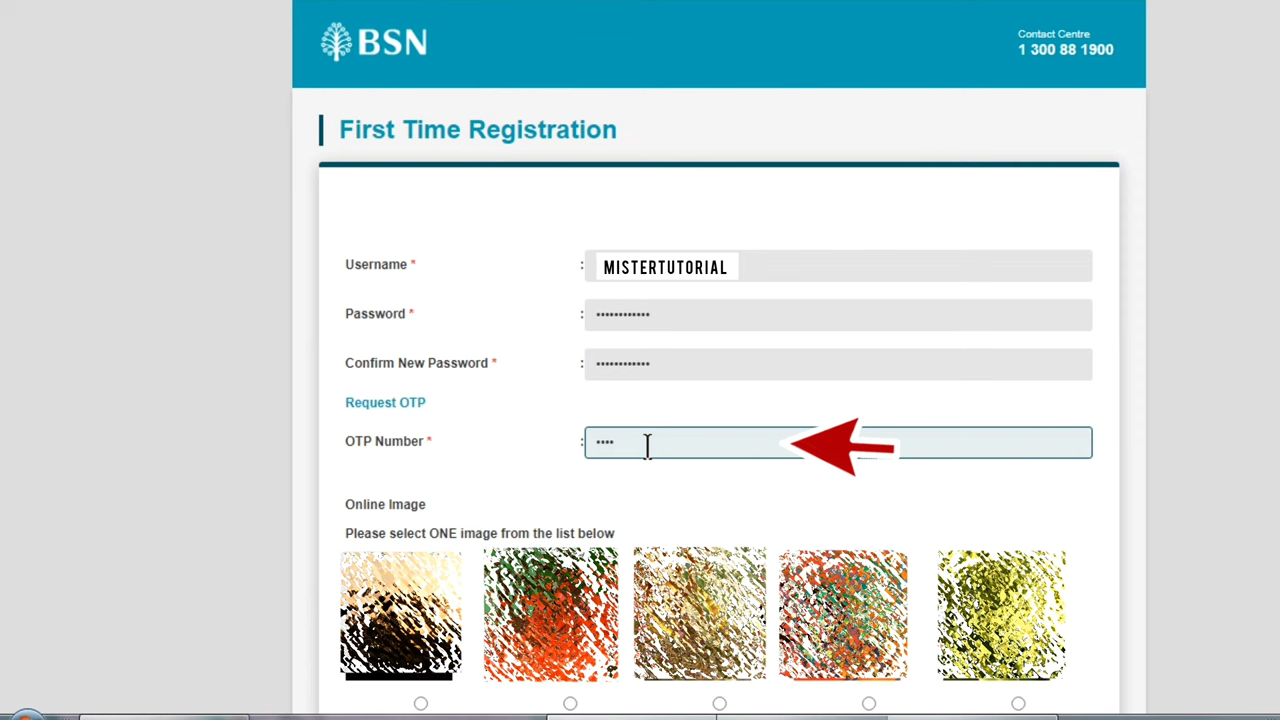 BSN
Contact Centre
1 300 88 1900
First Time Registration
Username * : MISTERTUTORIAL
Password * : ••••••••••••
Confirm New Password * : ••••••••••••
Request OTP
OTP Number * : ••••
Online Image
Please select ONE image from the list below